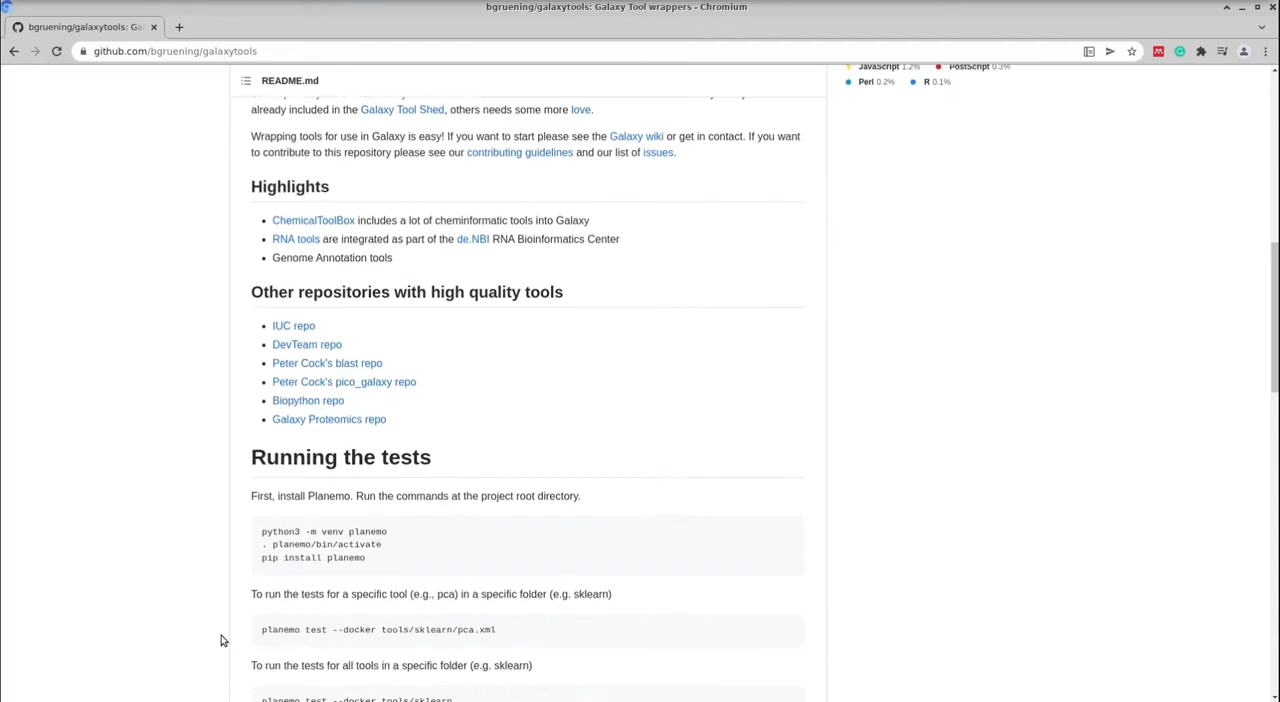 bgruening/galaxytools: Galaxy Tool wrappers - Chromium
bgruening/galaxytools: Ga
github.com/bgruening/galaxytools
README.md
JavaScript 1.2% PostScript 0.3%
Perl 0.2% R 0.1%
already included in the Galaxy Tool Shed, others needs some more love.
Wrapping tools for use in Galaxy is easy! If you want to start please see the Galaxy wiki or get in contact. If you want
to contribute to this repository please see our contributing guidelines and our list of issues.
Highlights
• ChemicalToolBox includes a lot of cheminformatic tools into Galaxy
• RNA tools are integrated as part of the de.NBI RNA Bioinformatics Center
• Genome Annotation tools
Other repositories with high quality tools
• IUC repo
• DevTeam repo
• Peter Cock's blast repo
• Peter Cock's pico_galaxy repo
• Biopython repo
• Galaxy Proteomics repo
Running the tests
First, install Planemo. Run the commands at the project root directory.
python3 -m venv planemo
. planemo/bin/activate
pip install planemo
To run the tests for a specific tool (e.g., pca) in a specific folder (e.g. sklearn)
planemo test --docker tools/sklearn/pca.xml
To run the tests for all tools in a specific folder (e.g. sklearn)
planemo test --docker tools/sklearn